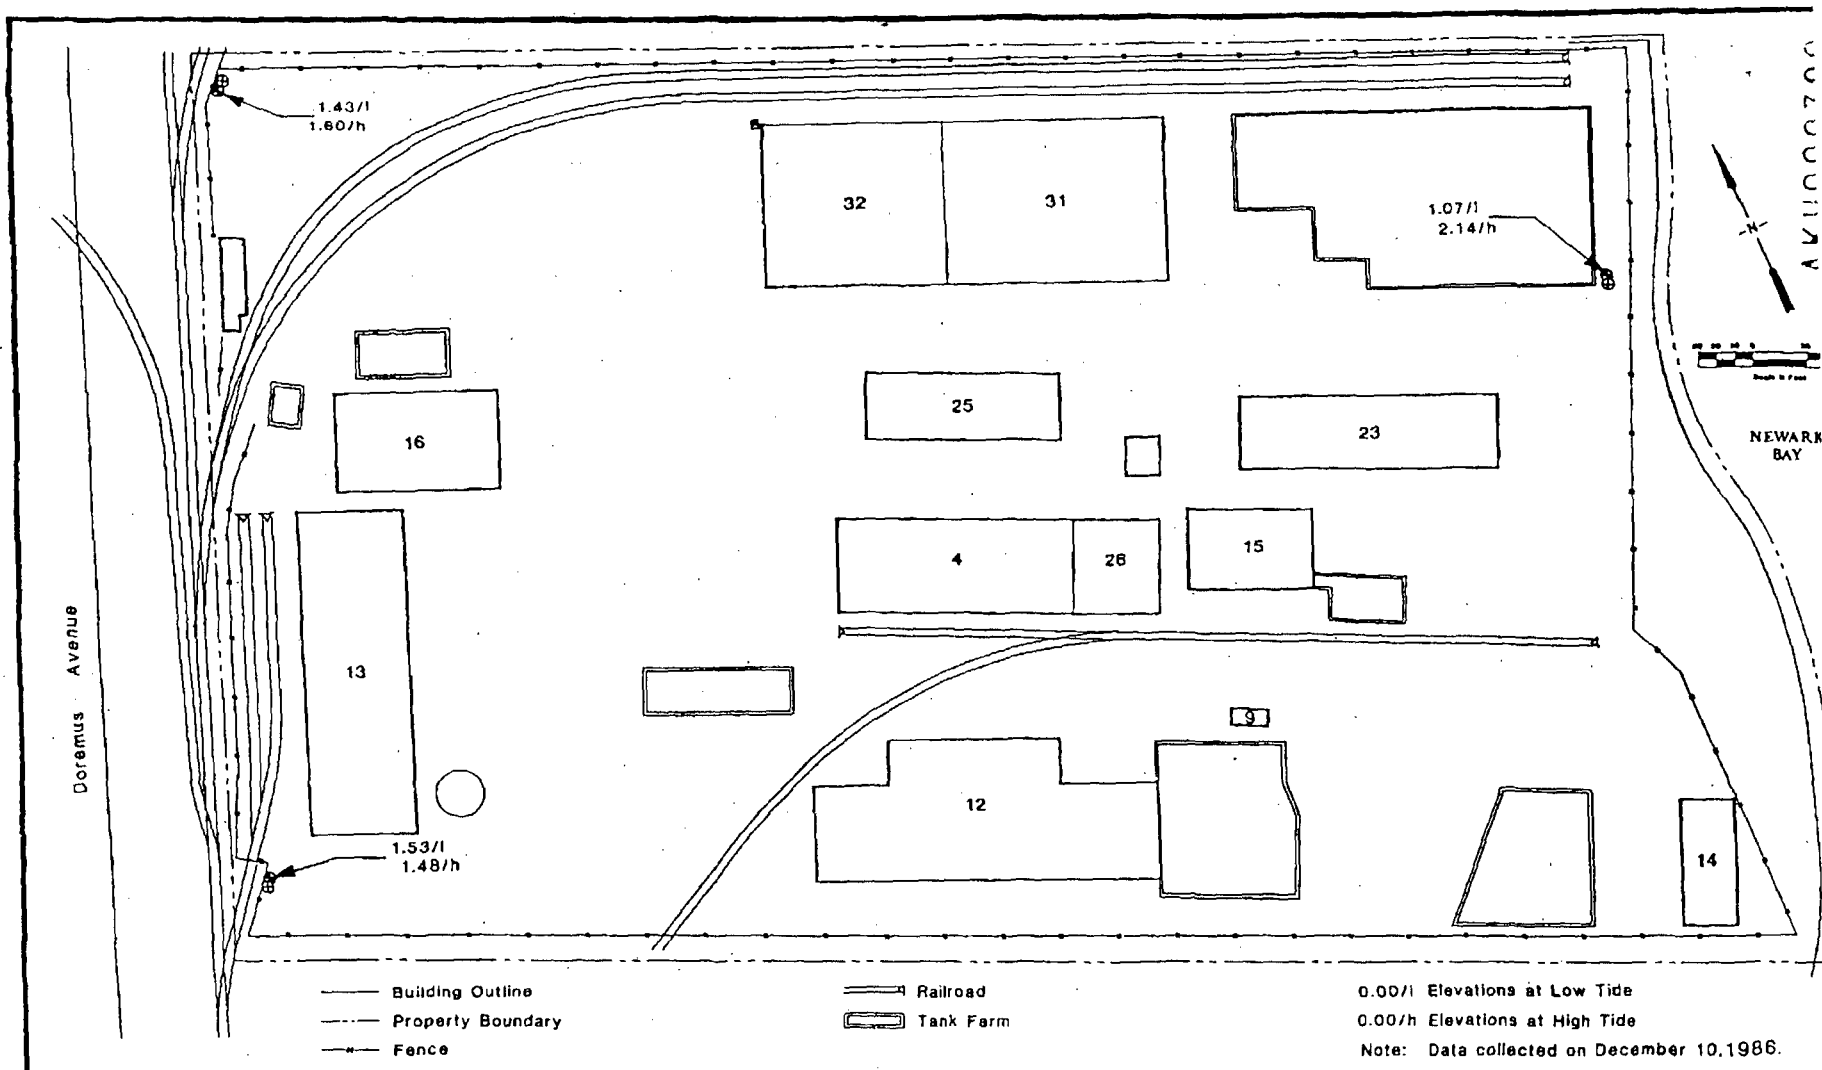 1.43/l
1.60/h
32
31
1.07/l
2.14/h
N
NEWARK
BAY
25
23
16
4
26
15
13
Doremus Avenue
9
12
14
1.53/l
1.48/h
Building Outline
Property Boundary
Fence
Railroad
Tank Farm
0.00/l Elevations at Low Tide
0.00/h Elevations at High Tide
Note: Data collected on December 10,1986.